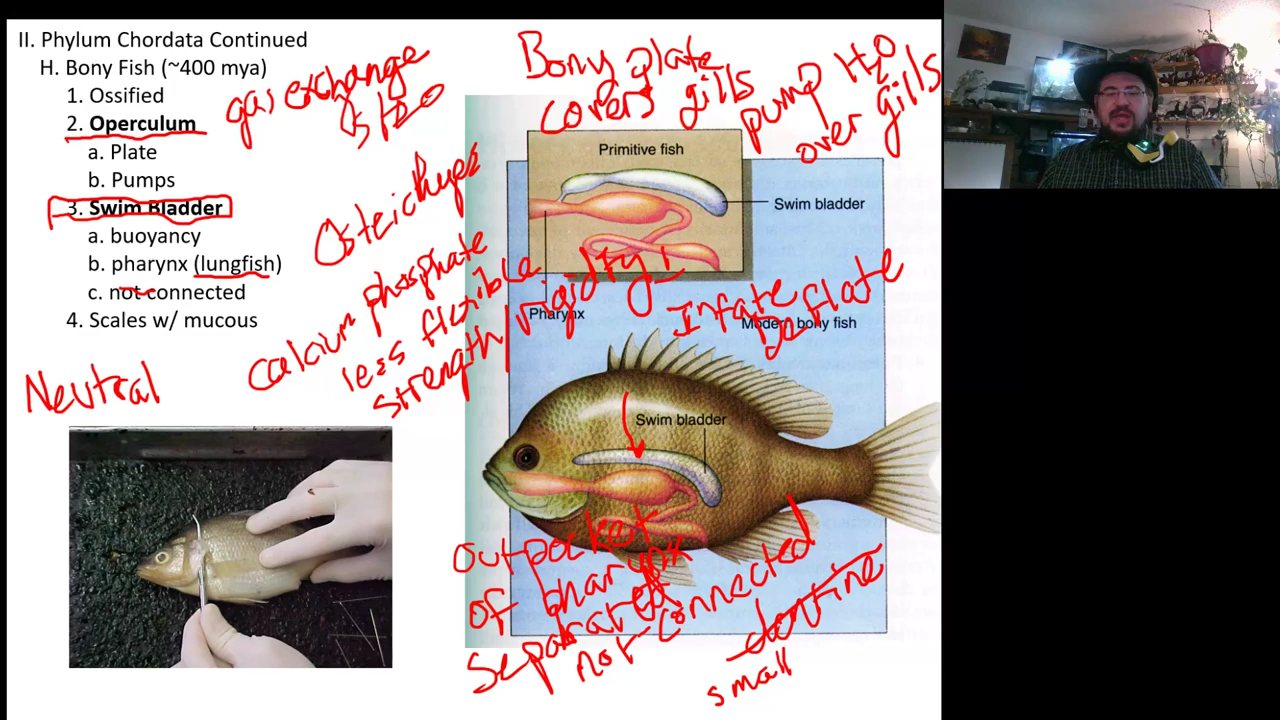 II. Phylum Chordata Continued
H. Bony Fish (~400 mya)
1. Ossified
2. Operculum
a. Plate
b. Pumps
3. Swim Bladder
a. buoyancy
b. pharynx (lungfish)
c. not connected
4. Scales w/ mucous
gas exchange
Bony plate
covers gills
pump H2O
over gills
Osteichthyes
calcium phosphate
less flexible
strength/rigidity
Neutral
Primitive fish
Swim bladder
Pharynx
Inflate
Deflate
Modern bony fish
Swim bladder
outpocket
of pharynx
separated
not connected
dentine
small